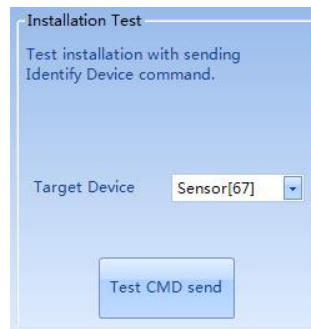 Installation Test
Test installation with sending
Identify Device command.
Target Device Sensor[67]
Test CMD send